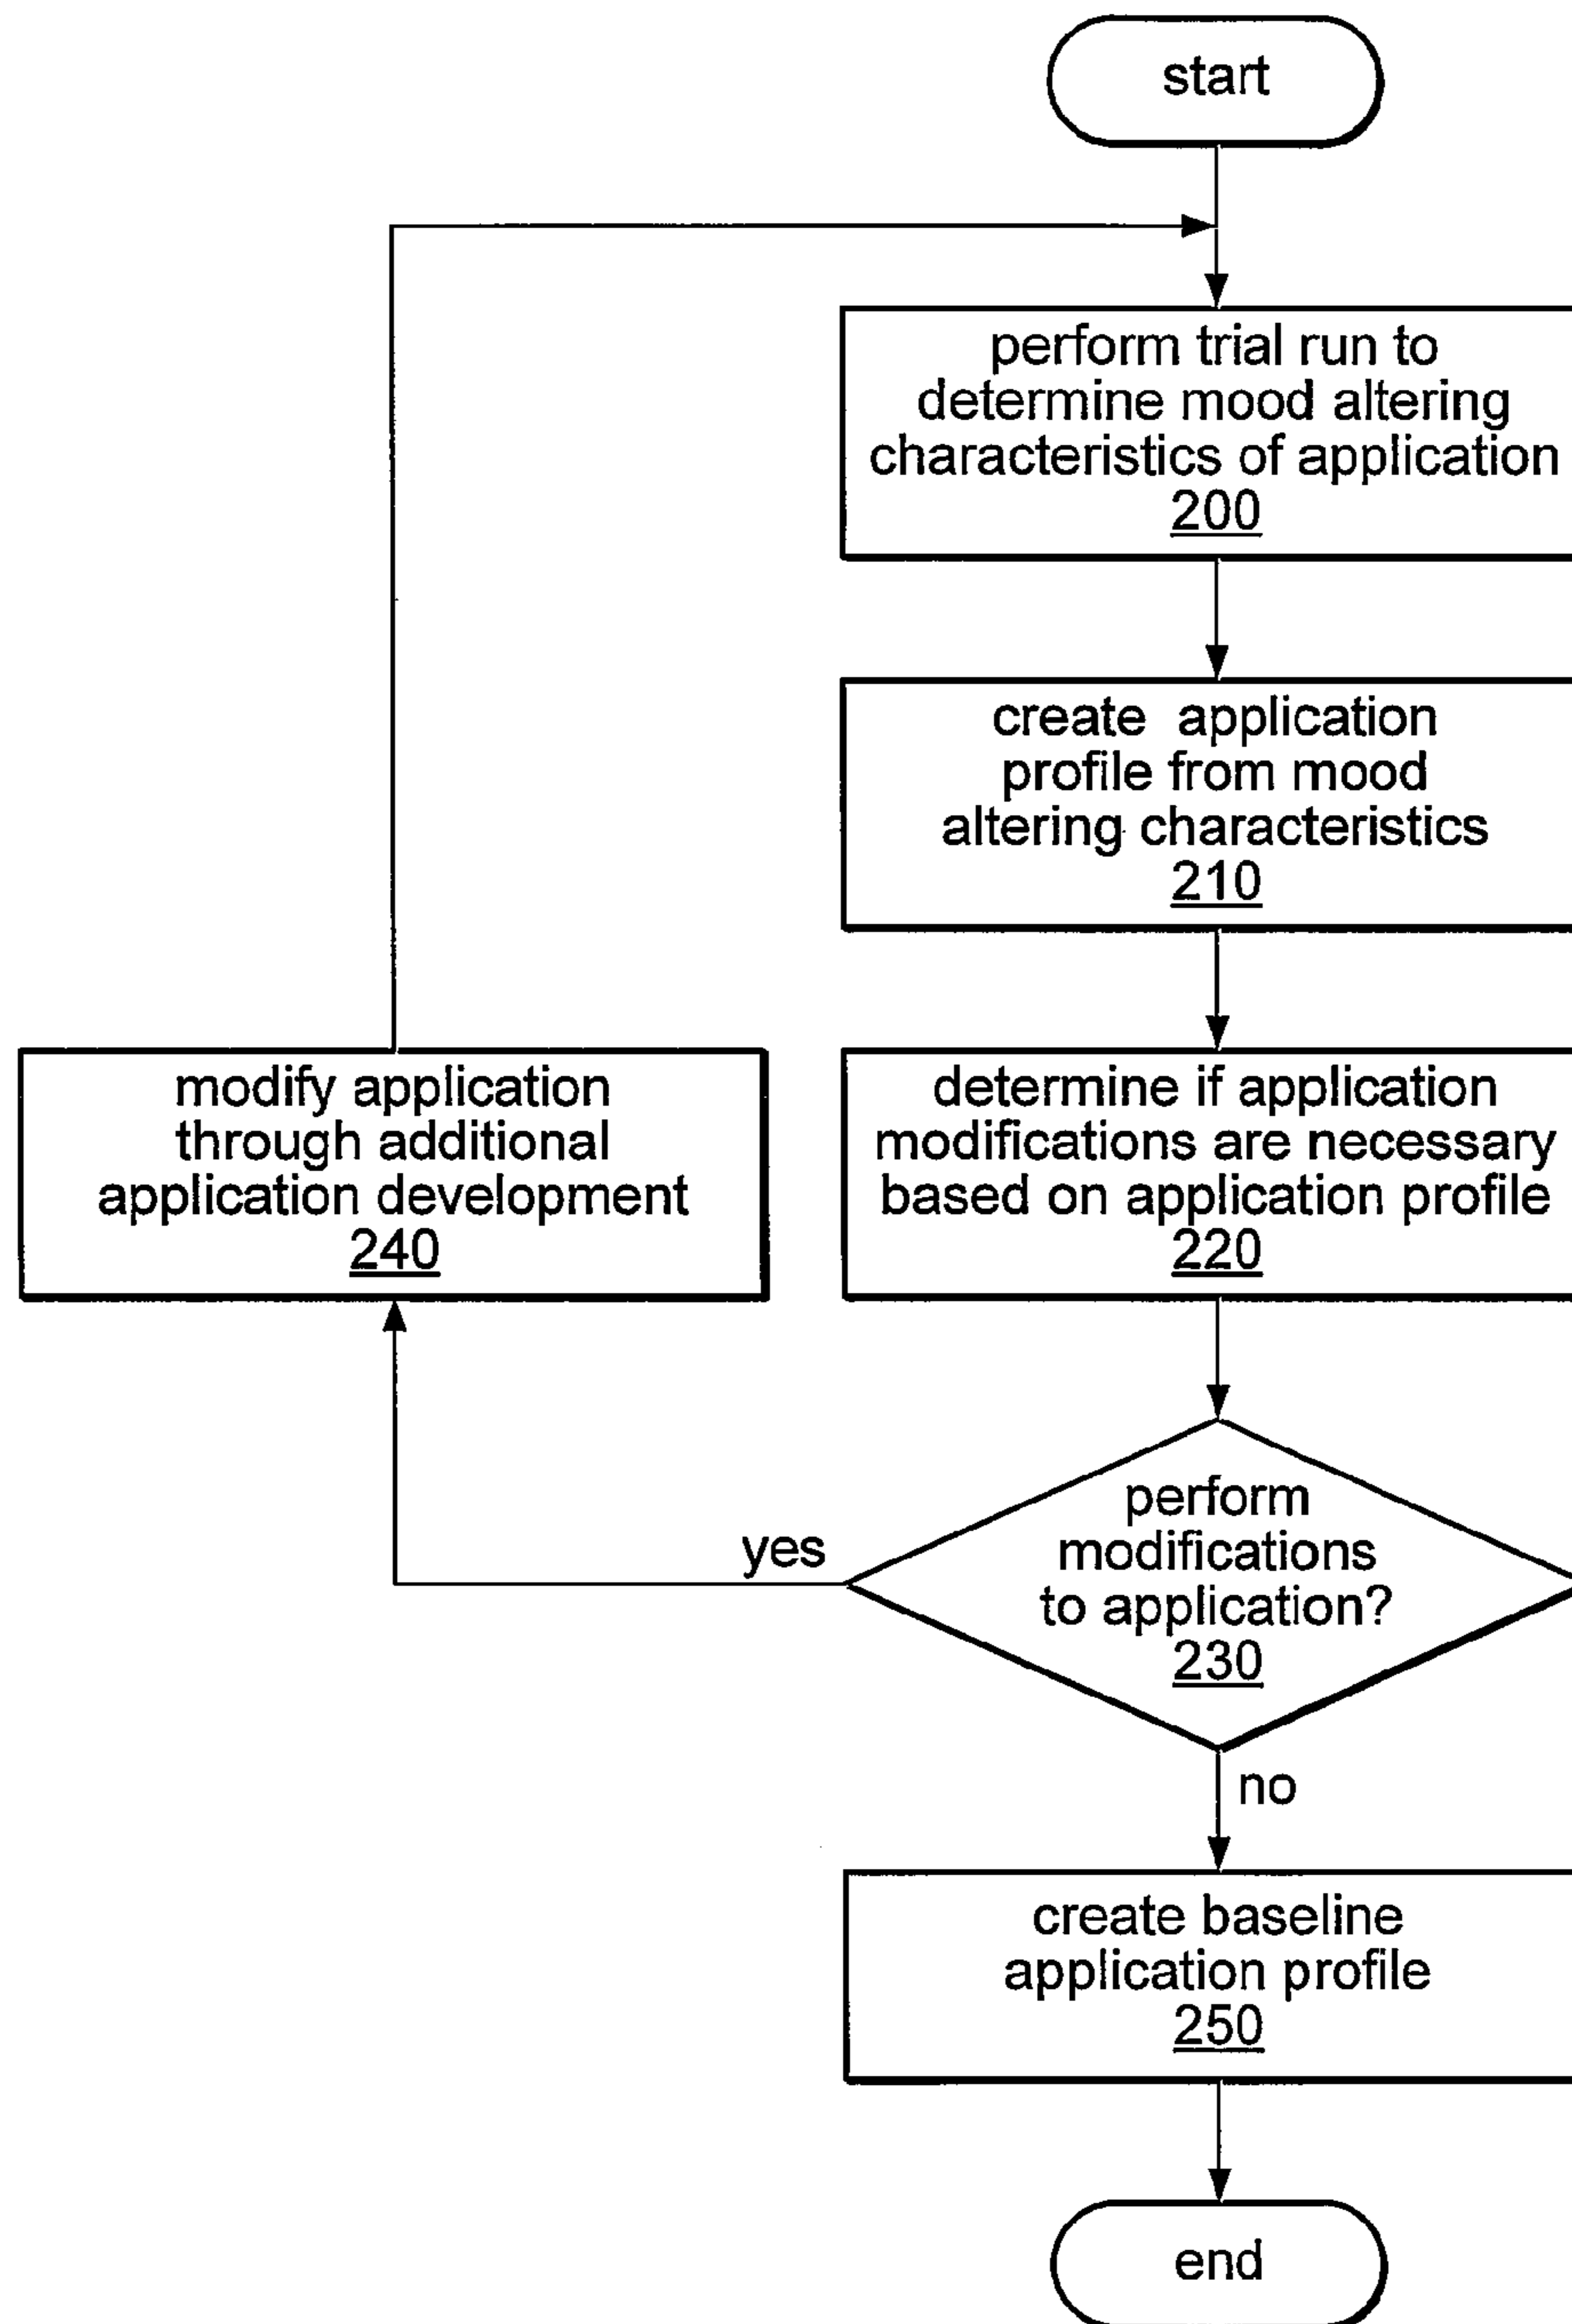 start
perform trial run to
determine mood altering
characteristics of application
200
create application
profile from mood
altering characteristics
210
modify application
through additional
application development
240
determine if application
modifications are necessary
based on application profile
220
perform
modifications
to application?
230
yes
no
create baseline
application profile
250
end